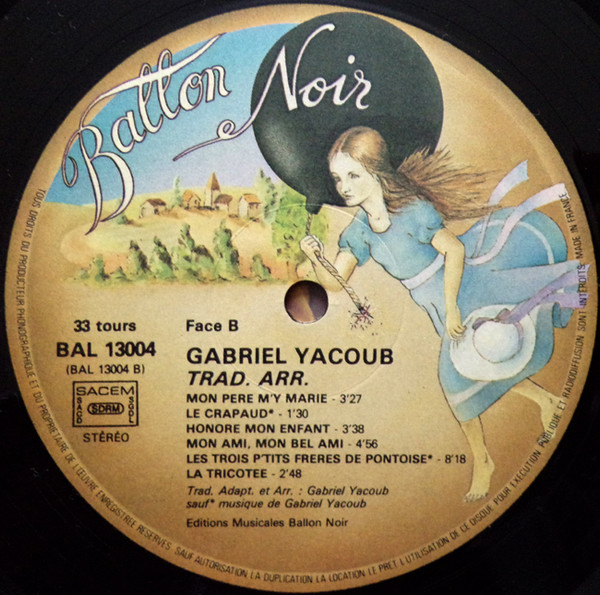 Ballon Noir
33 tours
Face B
BAL 13004
(BAL 13004 B)
SACEM
SACD
SDRM
SGDL
STÉRÉO
GABRIEL YACOUB
TRAD. ARR.
MON PERE M'Y MARIE - 3'27
LE CRAPAUD* - 1'30
HONORE MON ENFANT - 3'38
MON AMI, MON BEL AMI - 4'56
LES TROIS P'TITS FRERES DE PONTOISE* - 8'18
LA TRICOTEE - 2'48
Trad. Adapt. et Arr. : Gabriel Yacoub
sauf* musique de Gabriel Yacoub
Editions Musicales Ballon Noir
TOUS DROITS DU PRODUCTEUR PHONOGRAPHIQUE ET DU PROPRIETAIRE DE L'ŒUVRE ENREGISTREE RESERVES. SAUF AUTORISATION LA DUPLICATION LA LOCATION LE PRET L'UTILISATION DE CE DISQUE POUR EXECUTION PUBLIQUE ET RADIODIFFUSION SONT INTERDITS. MADE IN FRANCE